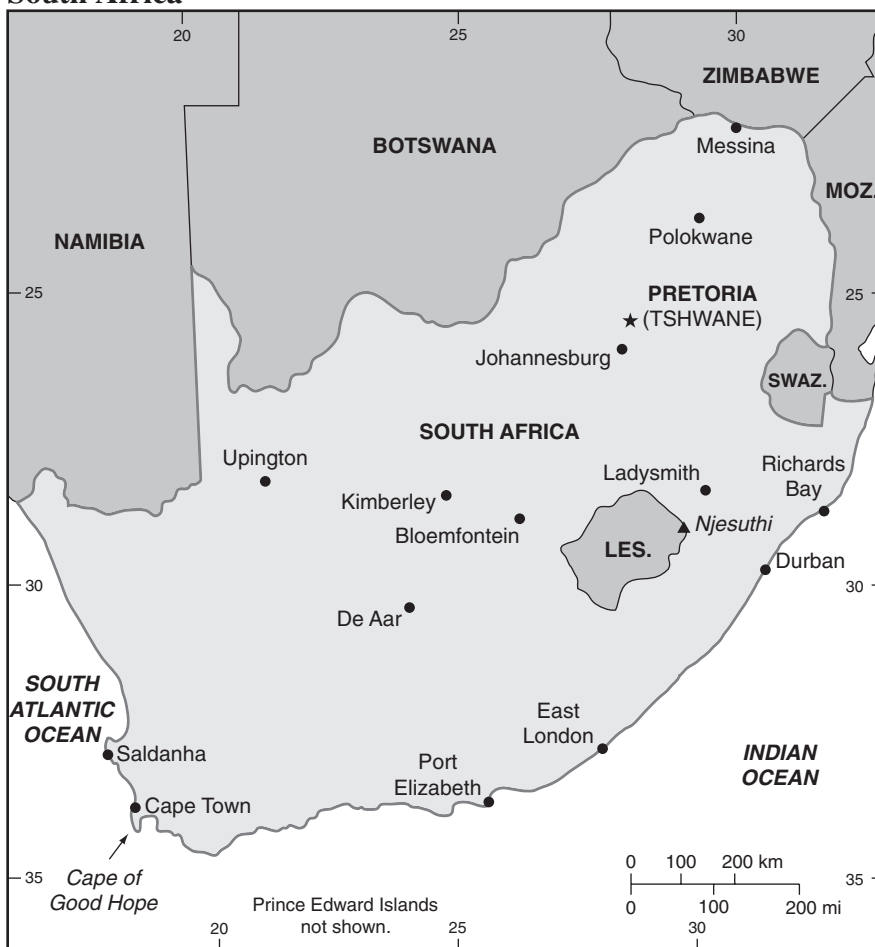 South Africa
20
25
30
ZIMBABWE
BOTSWANA
Messina
MOZ.
NAMIBIA
Polokwane
25
PRETORIA
25
(TSHWANE)
Johannesburg
SWAZ.
SOUTH AFRICA
Upington
Ladysmith
Richards
Bay
Kimberley
Bloemfontein
Njesuthi
LES.
Durban
30
30
De Aar
SOUTH
ATLANTIC
OCEAN
East
London
Saldanha
Port
Elizabeth
INDIAN
OCEAN
Cape Town
Cape of
Good Hope
0 100 200 km
0 100 200 mi
35
35
Prince Edward Islands
not shown.
20
25
30